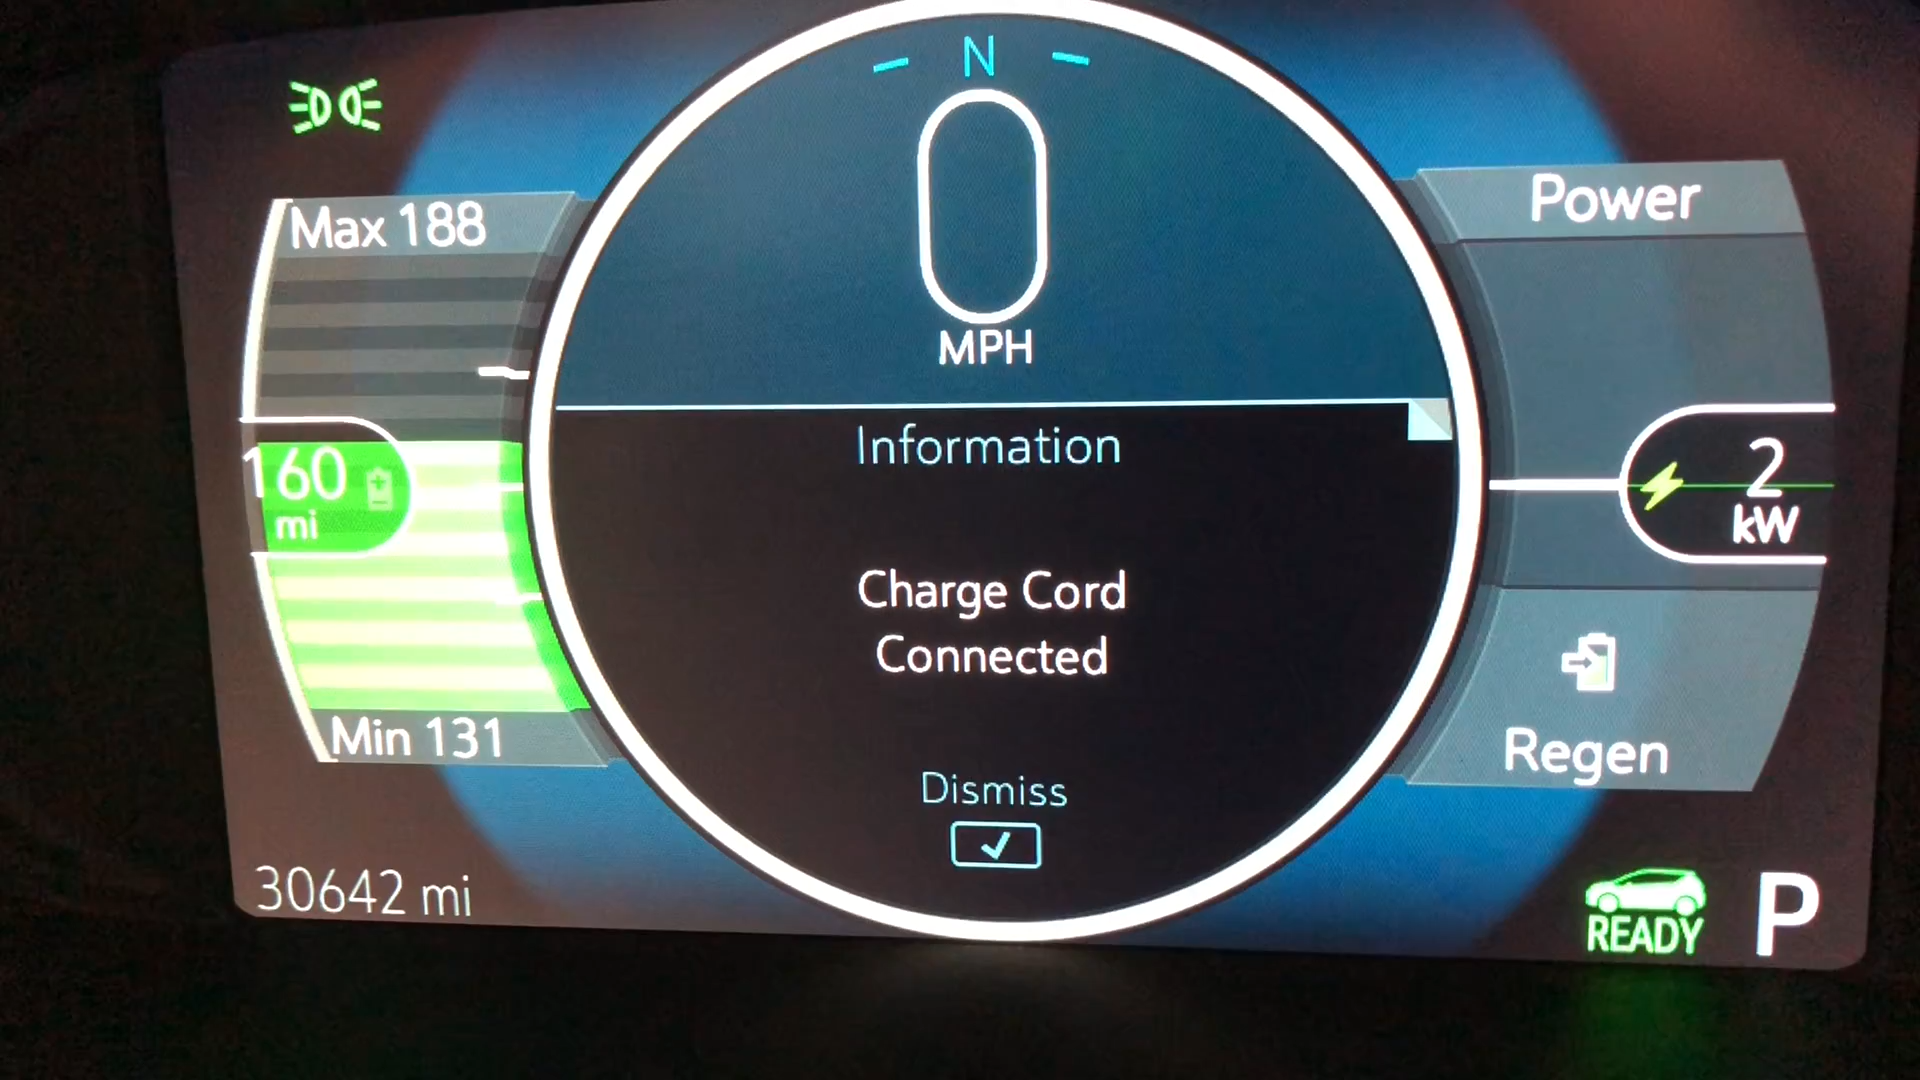 N
0
MPH
Max 188
160
mi
Min 131
30642 mi
Information
Charge Cord
Connected
Dismiss
Power
2
kW
Regen
READY
P